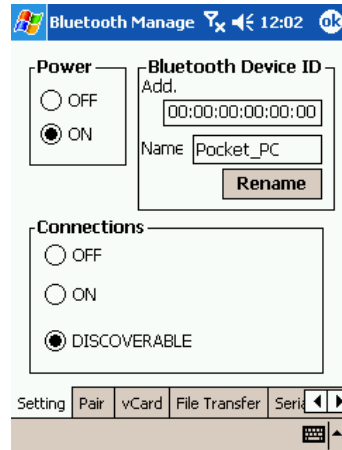 Bluetooth Manage 12:02 ok
Power
OFF
ON
Bluetooth Device ID
Add.
00:00:00:00:00:00
Name Pocket_PC
Rename
Connections
OFF
ON
DISCOVERABLE
Setting Pair vCard File Transfer Seria